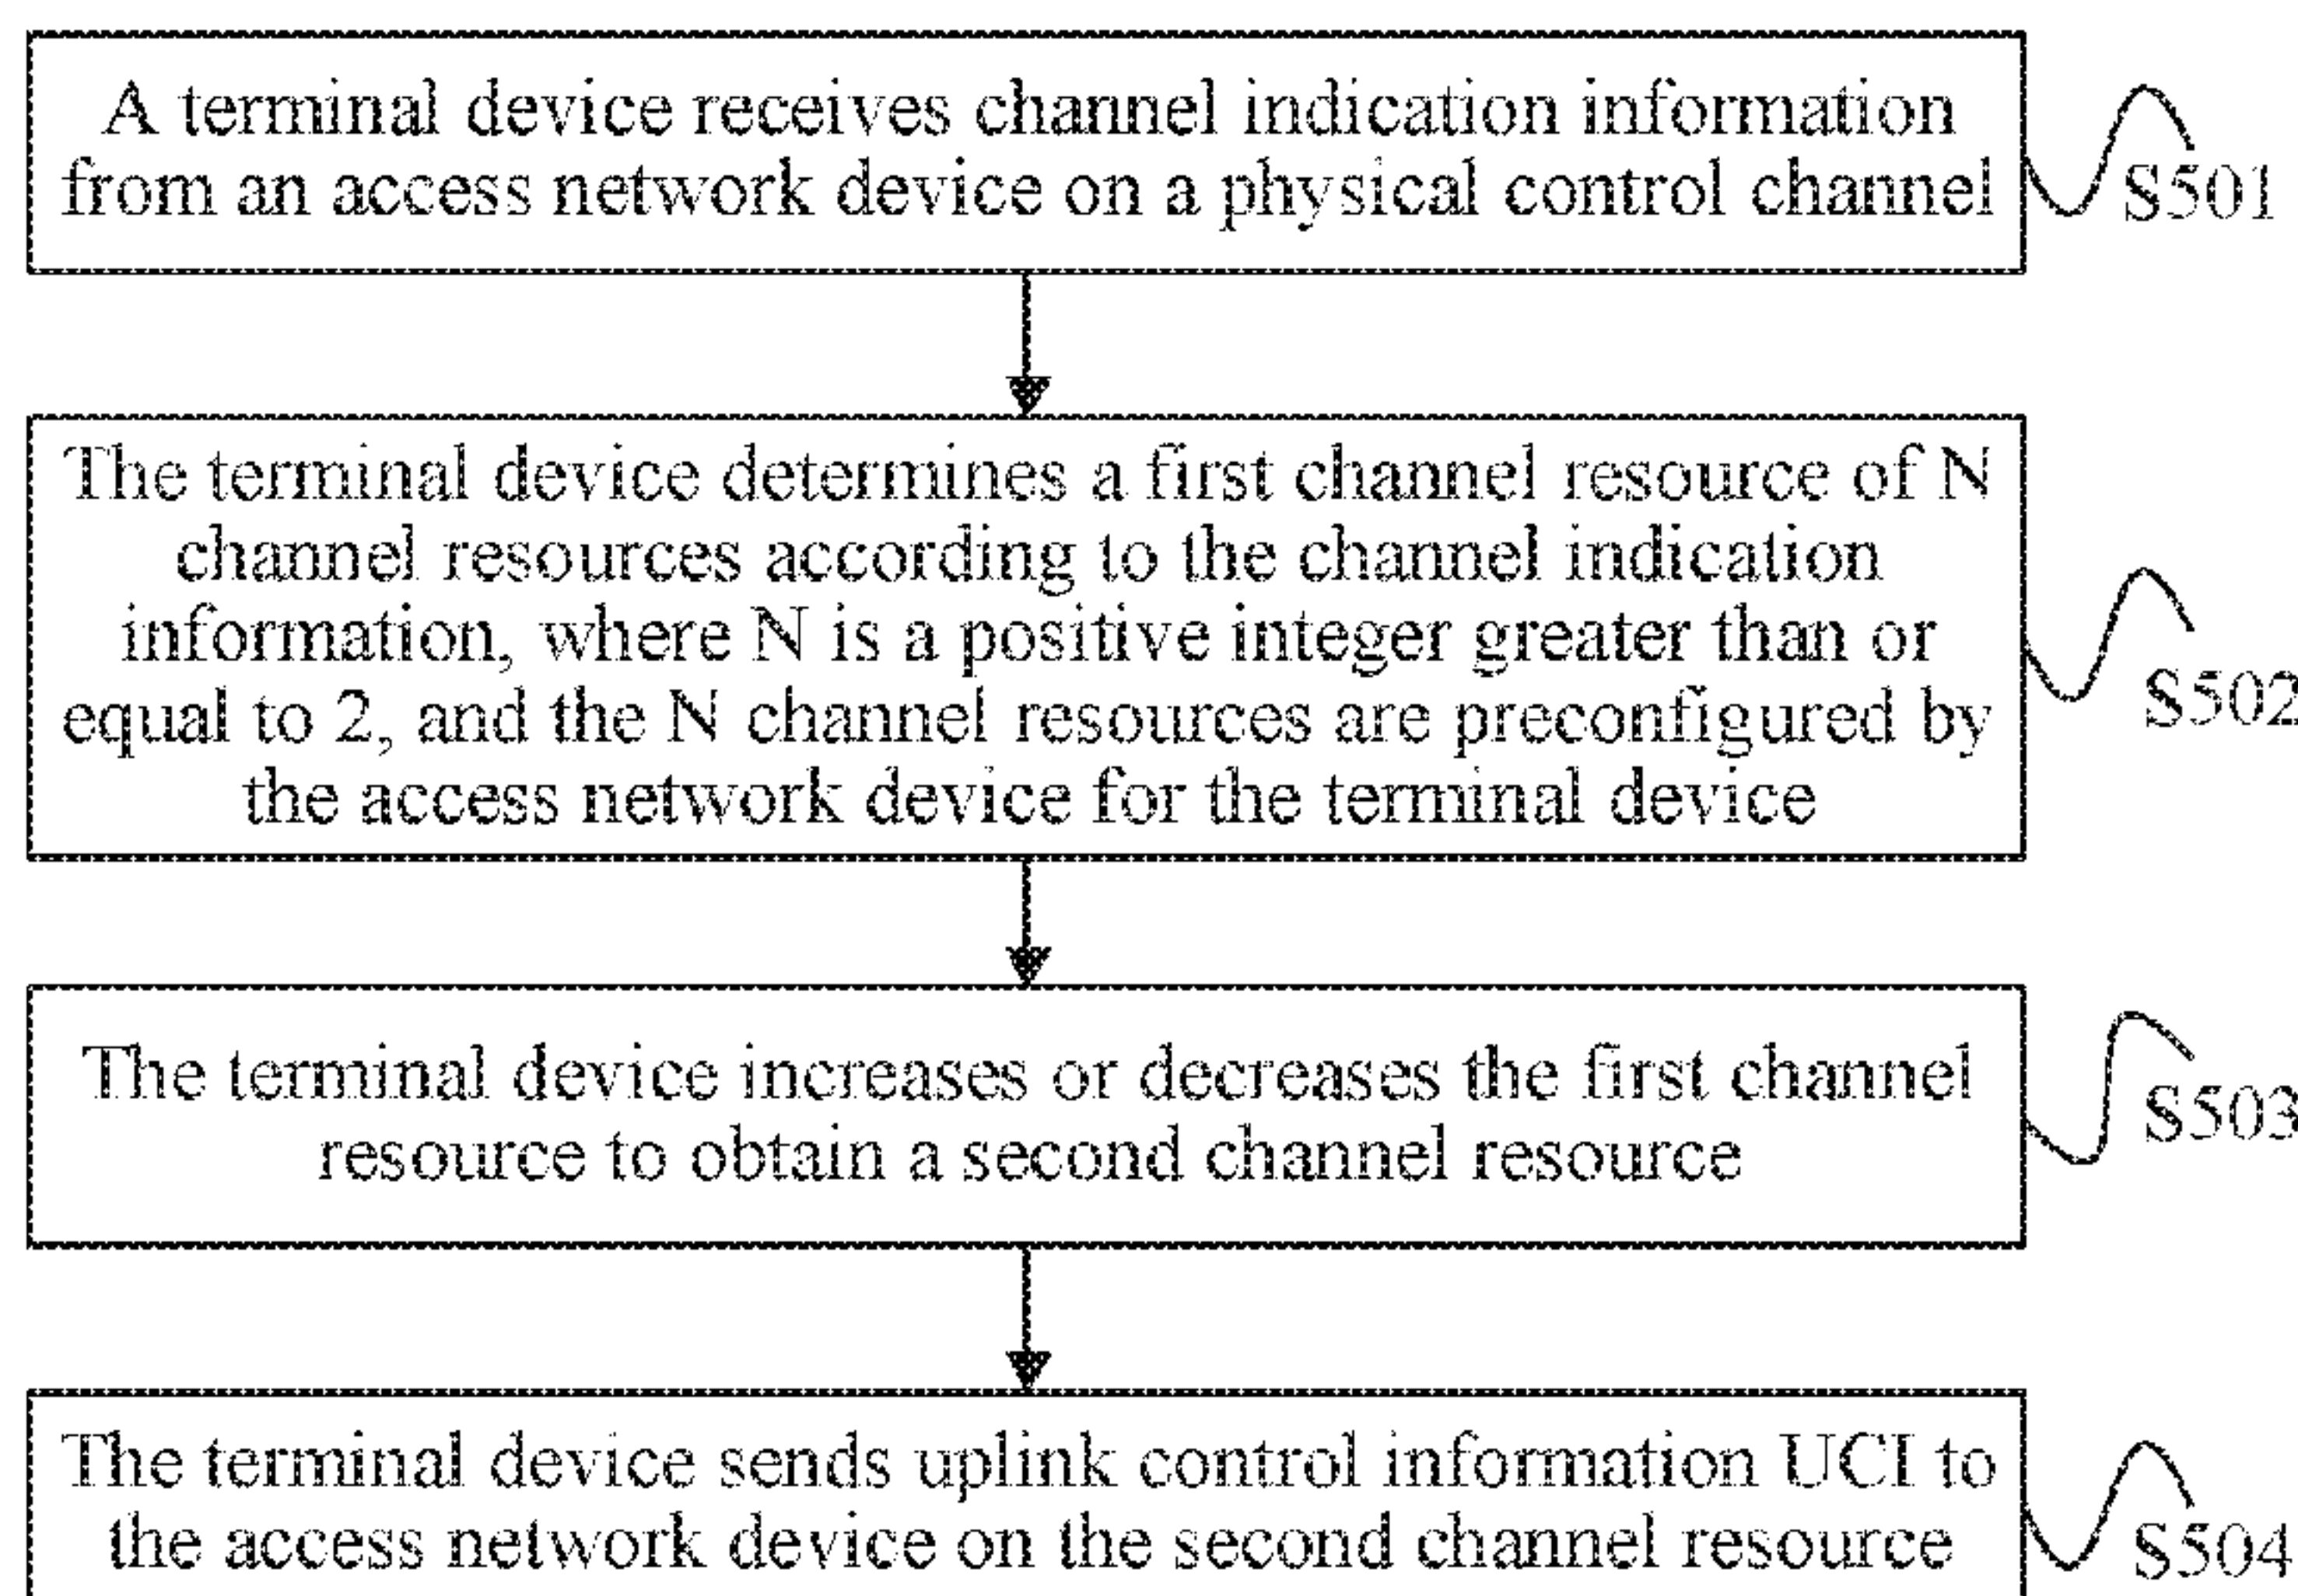 A terminal device receives channel indication information
from an access network device on a physical control channel
S501
The terminal device determines a first channel resource of N
channel resources according to the channel indication
information, where N is a positive integer greater than or
equal to 2, and the N channel resources are preconfigured by
the access network device for the terminal device
S502
The terminal device increases or decreases the first channel
resource to obtain a second channel resource
S503
The terminal device sends uplink control information UCI to
the access network device on the second channel resource
S504